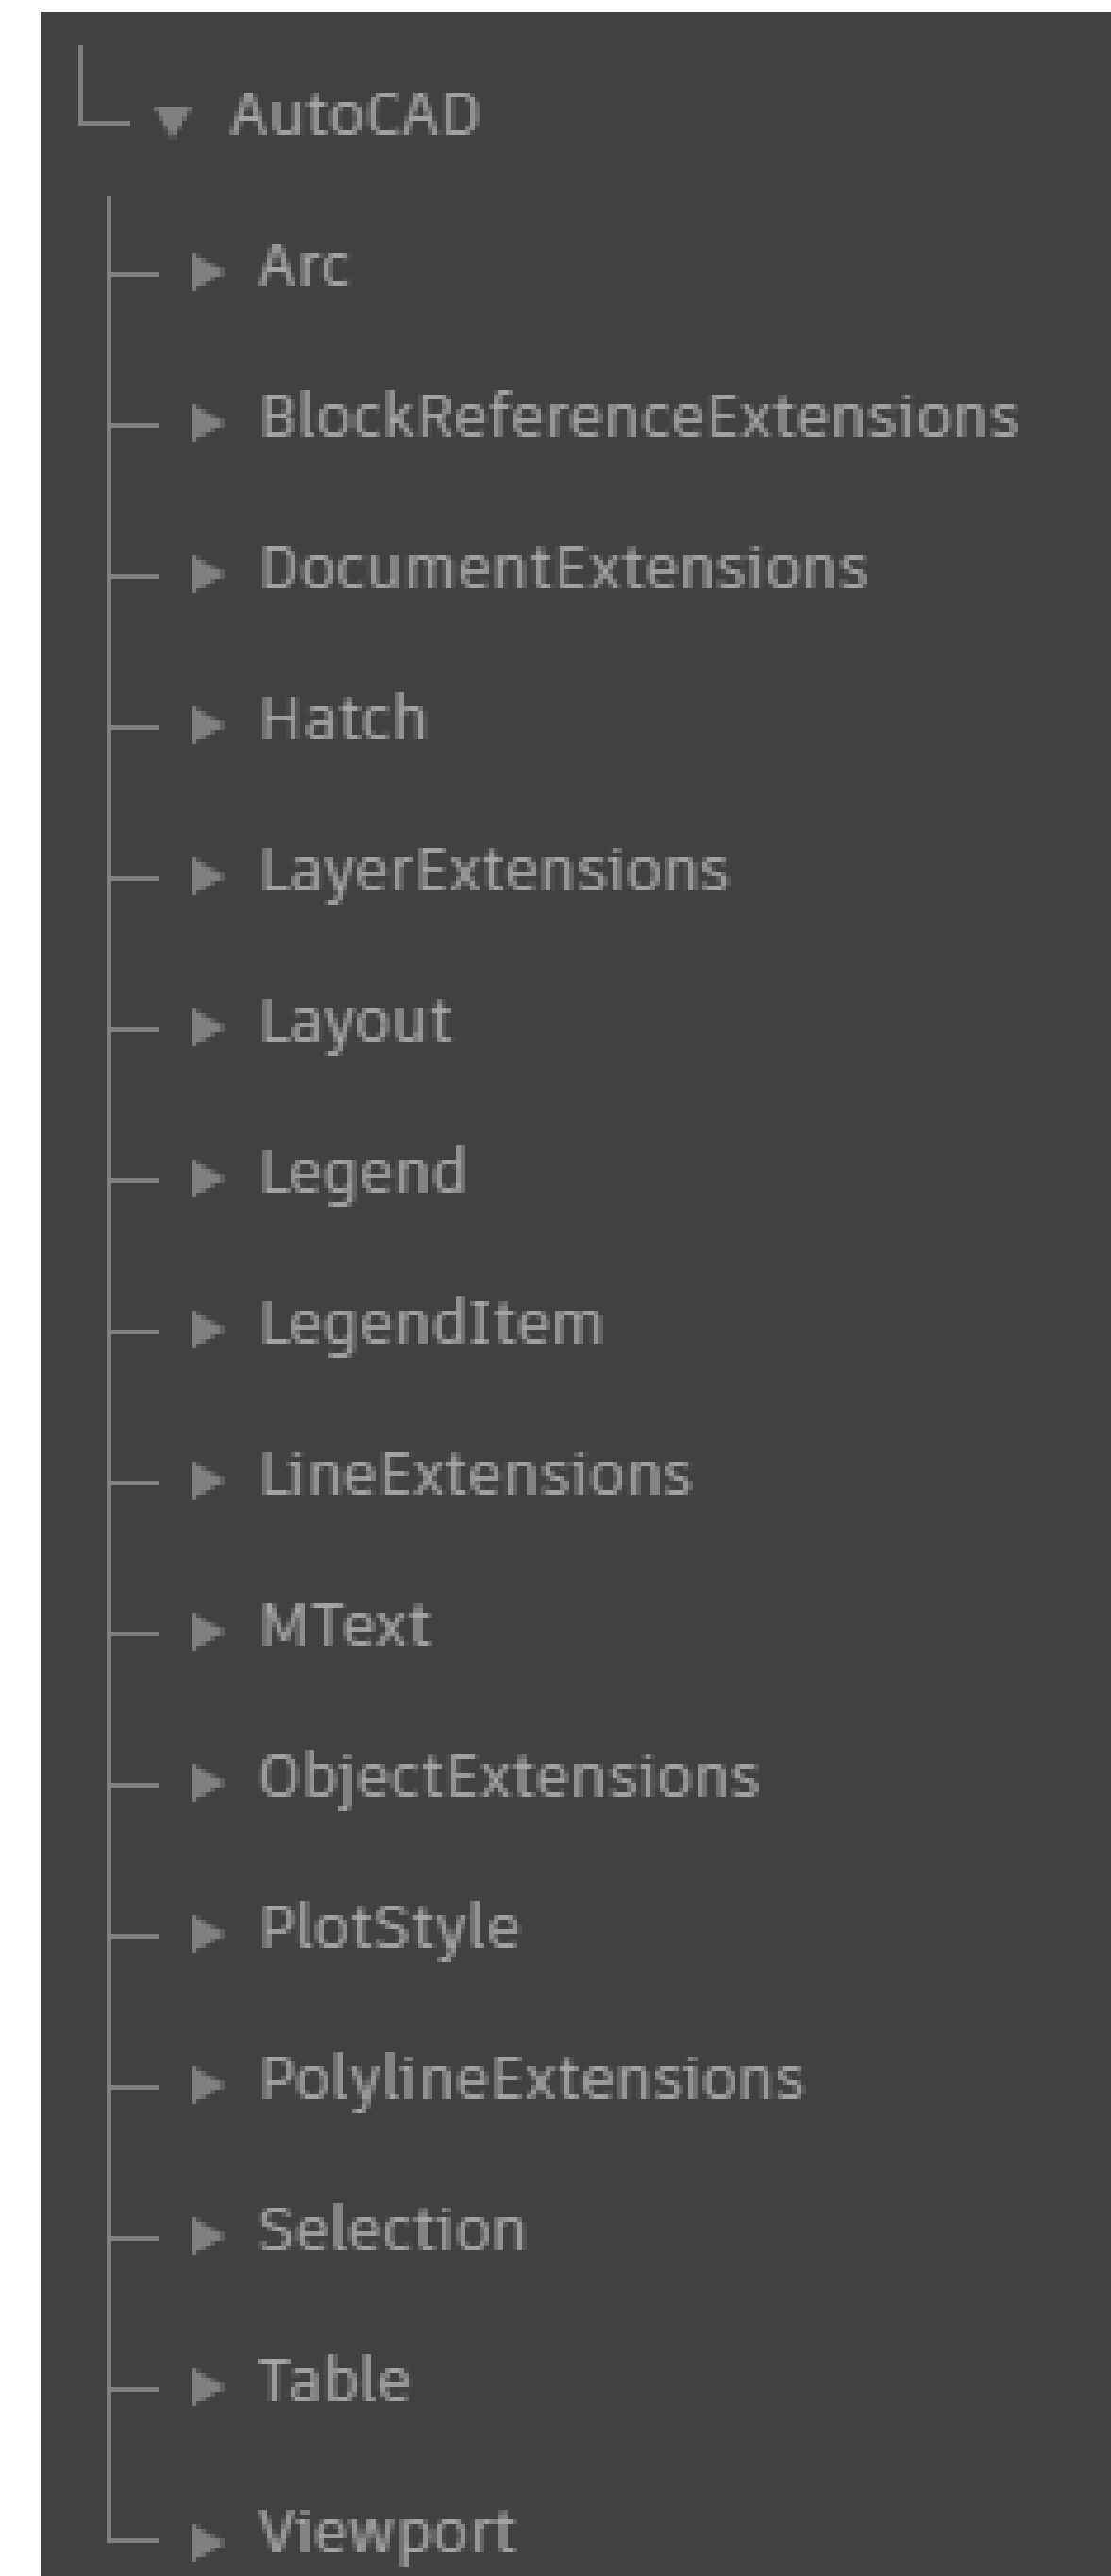 AutoCAD
Arc
BlockReferenceExtensions
DocumentExtensions
Hatch
LayerExtensions
Layout
Legend
LegendItem
LineExtensions
MText
ObjectExtensions
PlotStyle
PolylineExtensions
Selection
Table
Viewport